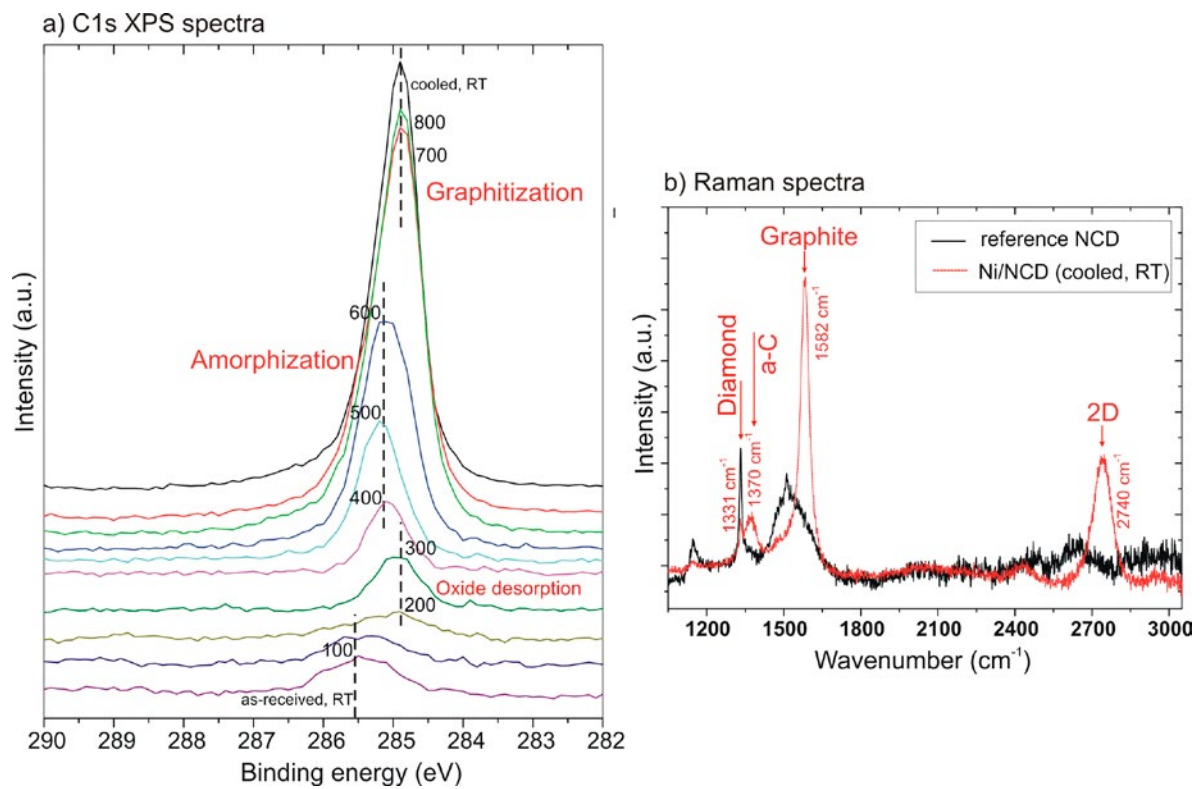 a) C1s XPS spectra
cooled, RT
800
700
Graphitization
600
Amorphization
500
400
300
Oxide desorption
200
100
as-received, RT
Intensity (a.u.)
290 289 288 287 286 285 284 283 282
Binding energy (eV)
b) Raman spectra
reference NCD
Ni/NCD (cooled, RT)
Graphite
1582 cm⁻¹
Diamond
a-C
1331 cm⁻¹
1370 cm⁻¹
2D
2740 cm⁻¹
Intensity (a.u.)
1200 1500 1800 2100 2400 2700 3000
Wavenumber (cm⁻¹)